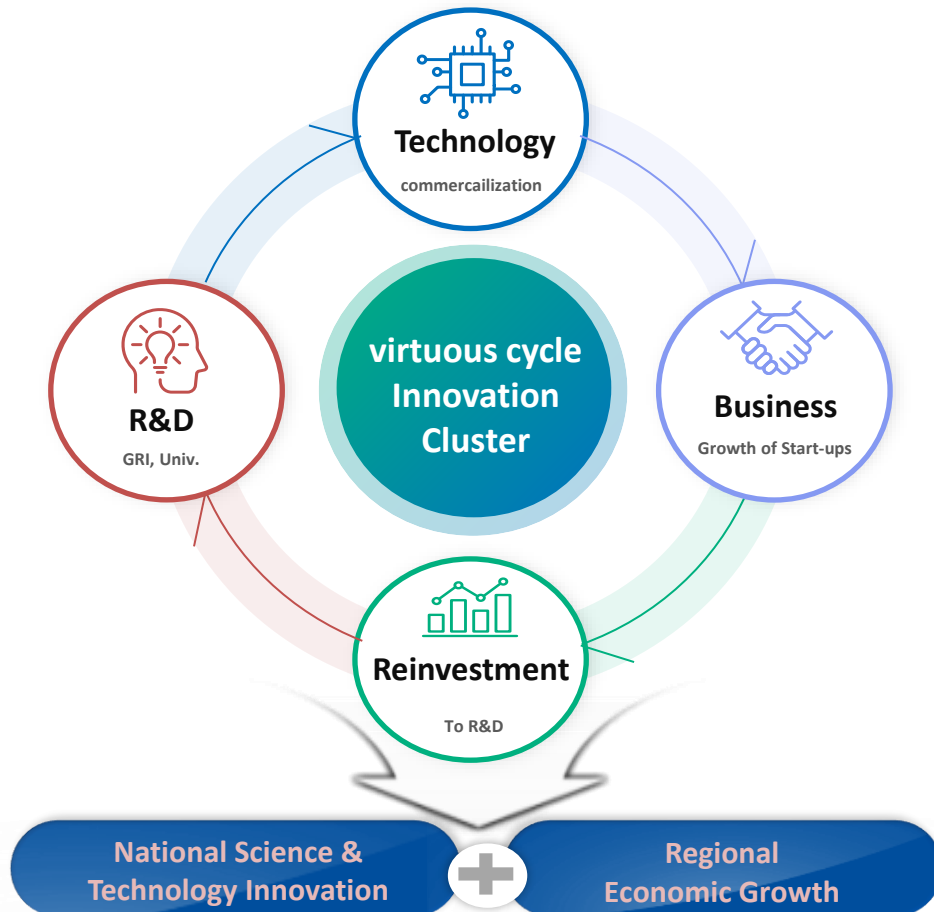 Technology
commercailization
virtuous cycle
Innovation
Cluster
R&D
GRI, Univ.
Business
Growth of Start-ups
Reinvestment
To R&D
National Science &
Technology Innovation
Regional
Economic Growth